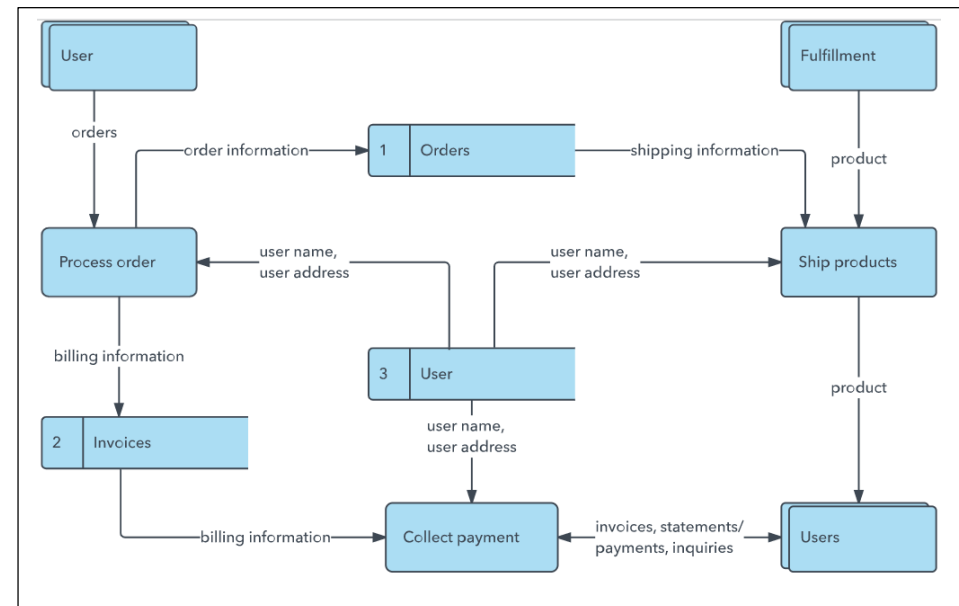 User
Fulfillment
orders
order information
1
Orders
shipping information
product
Process order
user name,
user address
user name,
user address
Ship products
billing information
3
User
product
2
Invoices
user name,
user address
billing information
Collect payment
invoices, statements/
payments, inquiries
Users